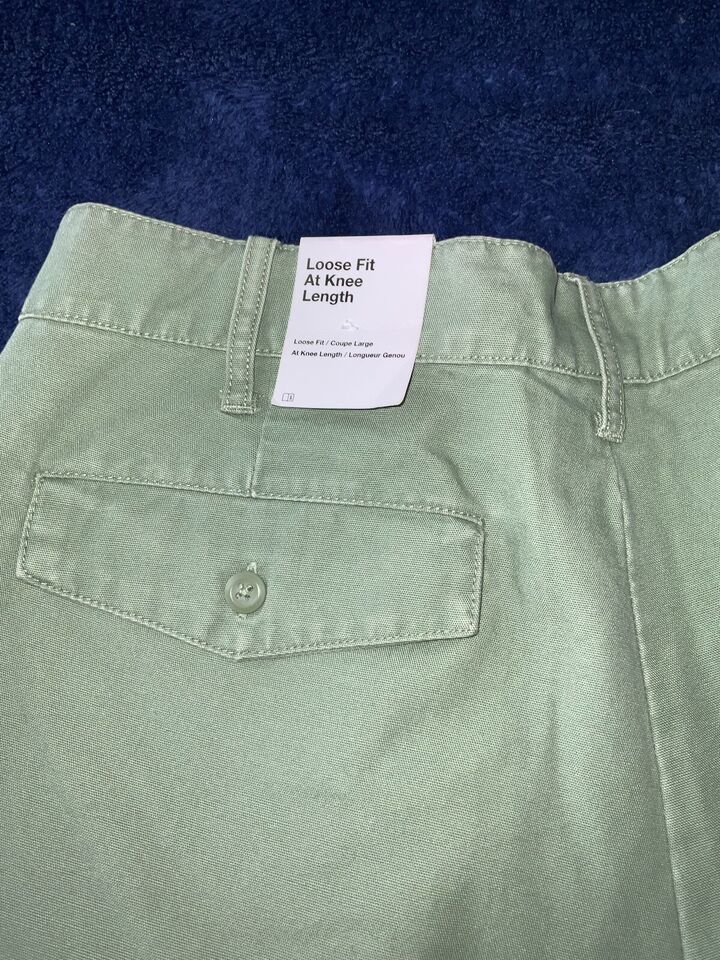 Loose Fit
At Knee
Length
Loose Fit / Coupe Large
At Knee Length / Longueur Genou